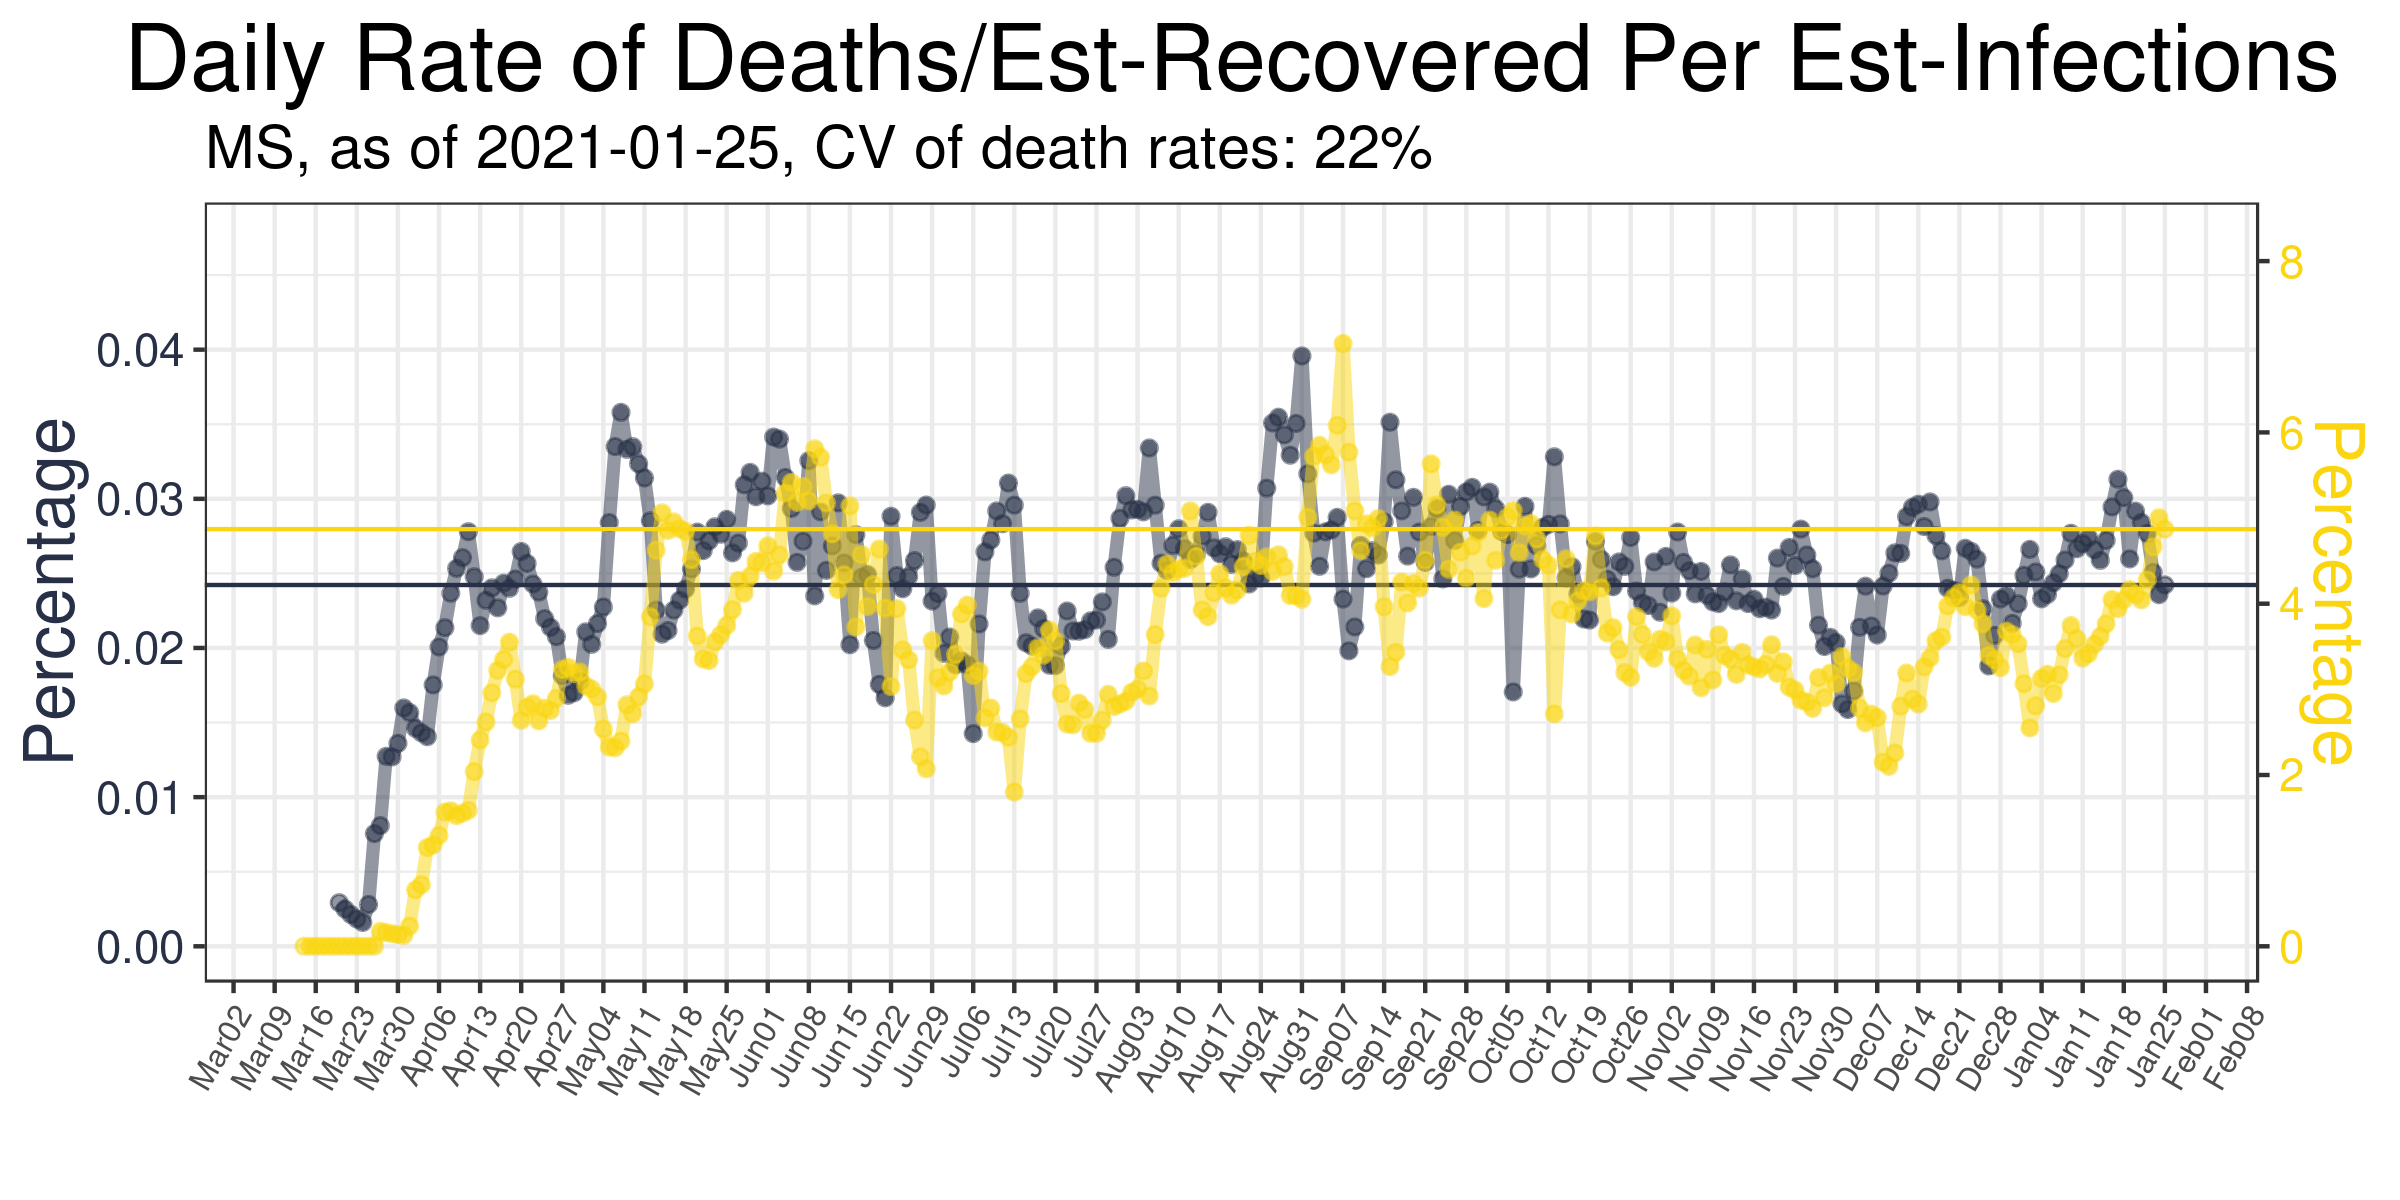 Daily Rate of Deaths/Est-Recovered Per Est-Infections
MS, as of 2021-01-25, CV of death rates: 22%
Percentage
0.04
0.03
0.02
0.01
0.00
8
6
4
2
0
Percentage
Mar02
Mar09
Mar16
Mar23
Mar30
Apr06
Apr13
Apr20
Apr27
May04
May11
May18
May25
Jun01
Jun08
Jun15
Jun22
Jun29
Jul06
Jul13
Jul20
Jul27
Aug03
Aug10
Aug17
Aug24
Aug31
Sep07
Sep14
Sep21
Sep28
Oct05
Oct12
Oct19
Oct26
Nov02
Nov09
Nov16
Nov23
Nov30
Dec07
Dec14
Dec21
Dec28
Jan04
Jan11
Jan18
Jan25
Feb01
Feb08